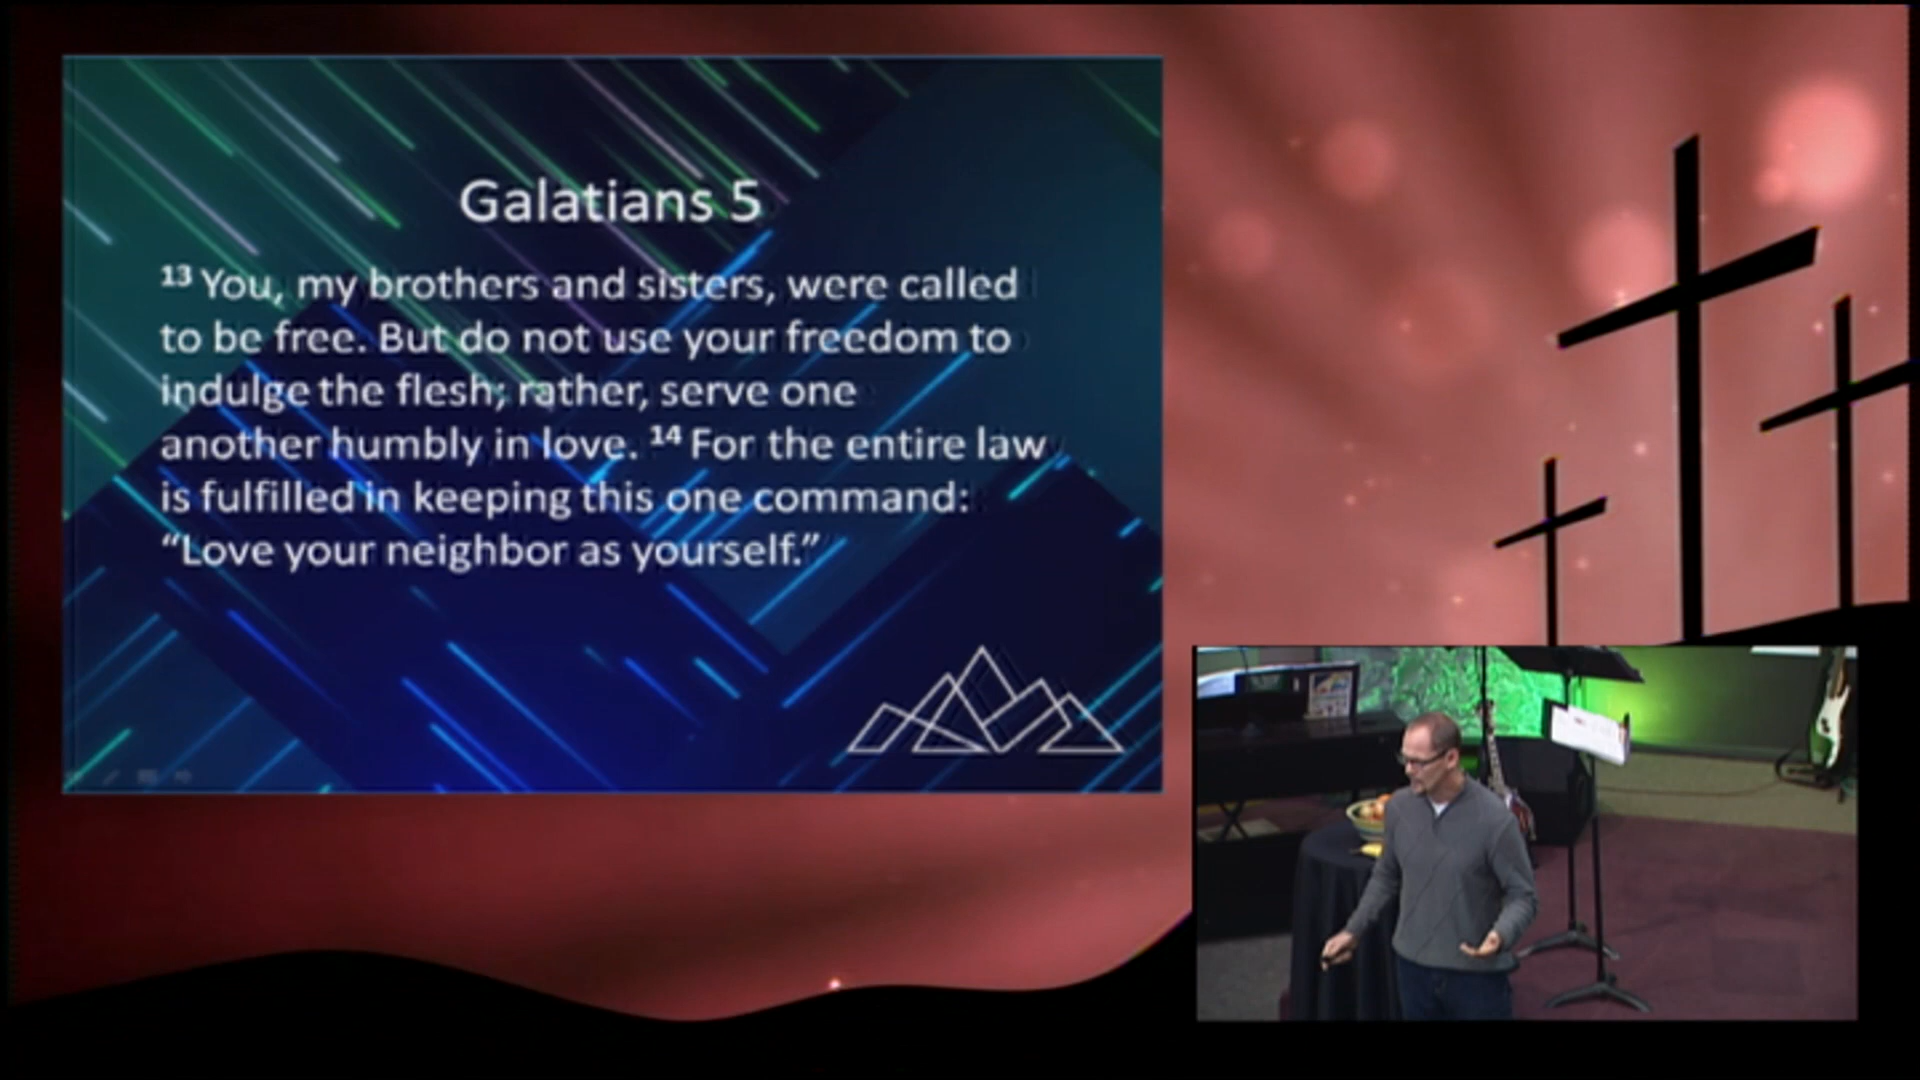 Galatians 5
13 You, my brothers and sisters, were called
to be free. But do not use your freedom to
indulge the flesh; rather, serve one
another humbly in love. 14 For the entire law
is fulfilled in keeping this one command:
“Love your neighbor as yourself.”